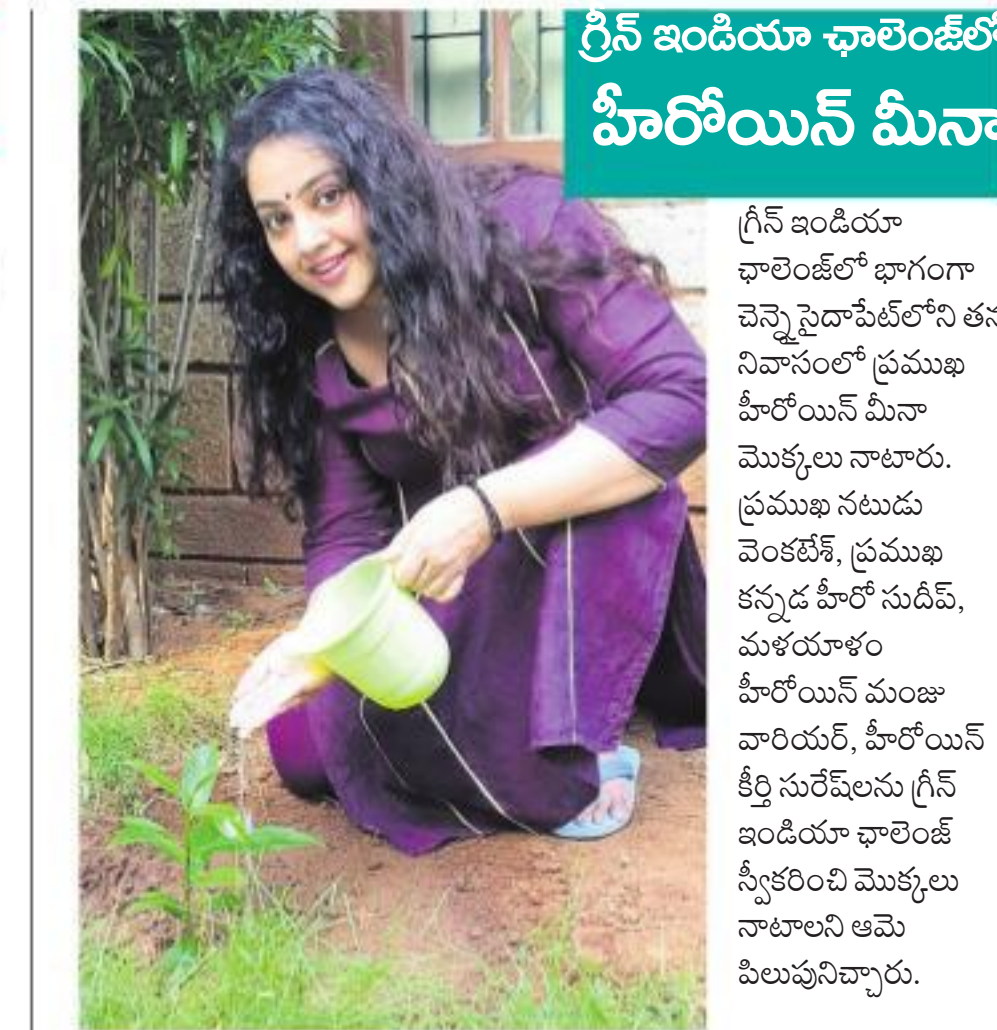 గ్రీన్ ఇండియా ఛాలెంజ్‌లో
హీరోయిన్ మీనా
గ్రీన్ ఇండియా
ఛాలెంజ్‌లో భాగంగా
చెన్నై సైదాపేట్‌లోని తన
నివాసంలో ప్రముఖ
హీరోయిన్ మీనా
మొక్కలు నాటారు.
ప్రముఖ నటుడు
వెంకటేశ్, ప్రముఖ
కన్నడ హీరో సుదీప్,
మళయాళం
హీరోయిన్ మంజు
వారియర్, హీరోయిన్
కీర్తి సురేష్‌లను గ్రీన్
ఇండియా ఛాలెంజ్
స్వీకరించి మొక్కలు
నాటాలని ఆమె
పిలుపునిచ్చారు.